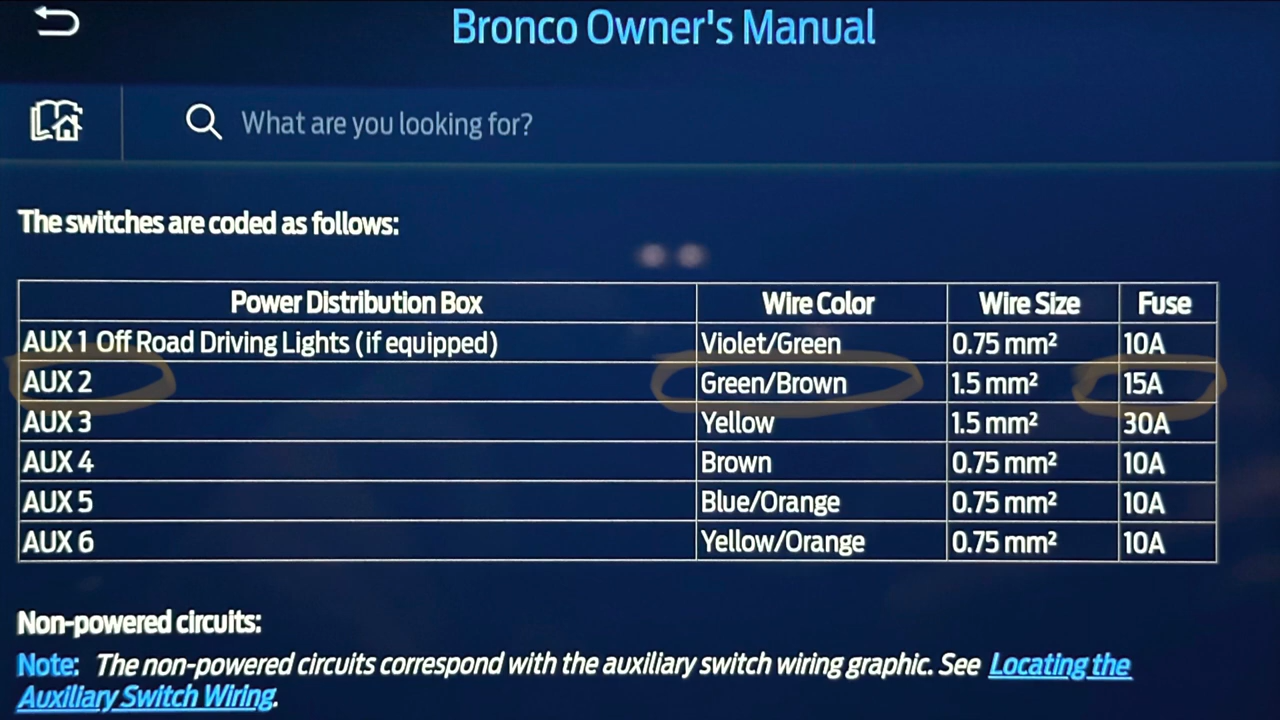 Bronco Owner's Manual
What are you looking for?
The switches are coded as follows:
Power Distribution Box Wire Color Wire Size Fuse
AUX 1 Off Road Driving Lights (if equipped) Violet/Green 0.75 mm² 10A
AUX 2 Green/Brown 1.5 mm² 15A
AUX 3 Yellow 1.5 mm² 30A
AUX 4 Brown 0.75 mm² 10A
AUX 5 Blue/Orange 0.75 mm² 10A
AUX 6 Yellow/Orange 0.75 mm² 10A
Non-powered circuits:
Note: The non-powered circuits correspond with the auxiliary switch wiring graphic. See Locating the
Auxiliary Switch Wiring.